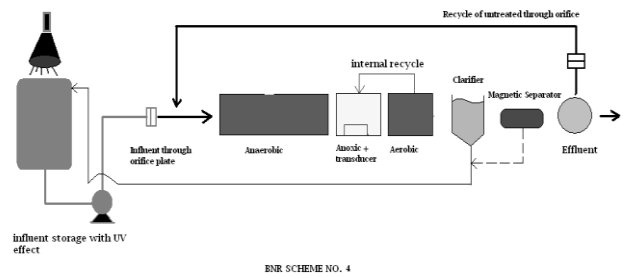 Recycle of untreated through orifice
internal recycle
Clarifier
Magnetic Separator
Influent through
orifice plate
Anaerobic
Anoxic +
transducer
Aerobic
Effluent
influent storage with UV
effect
BNR SCHEME NO. 4